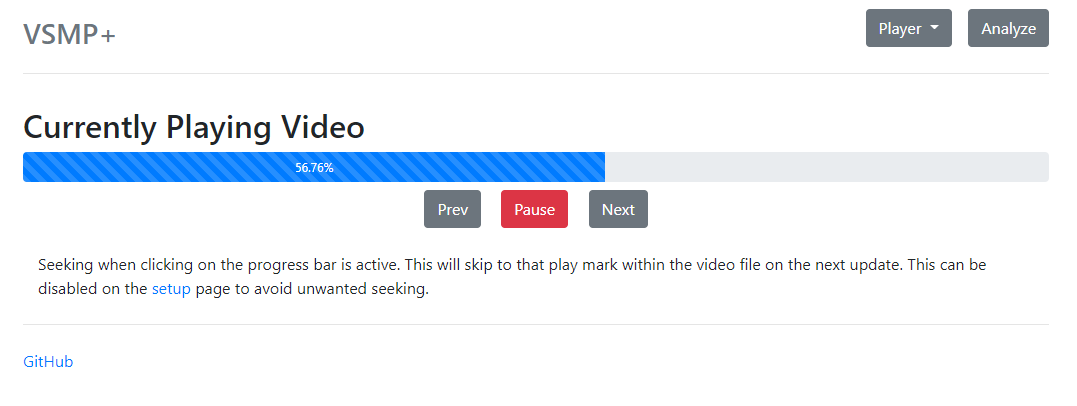 VSMP+
Player
Analyze
Currently Playing Video
56.76%
Prev
Pause
Next
Seeking when clicking on the progress bar is active. This will skip to that play mark within the video file on the next update. This can be
disabled on the setup page to avoid unwanted seeking.
GitHub